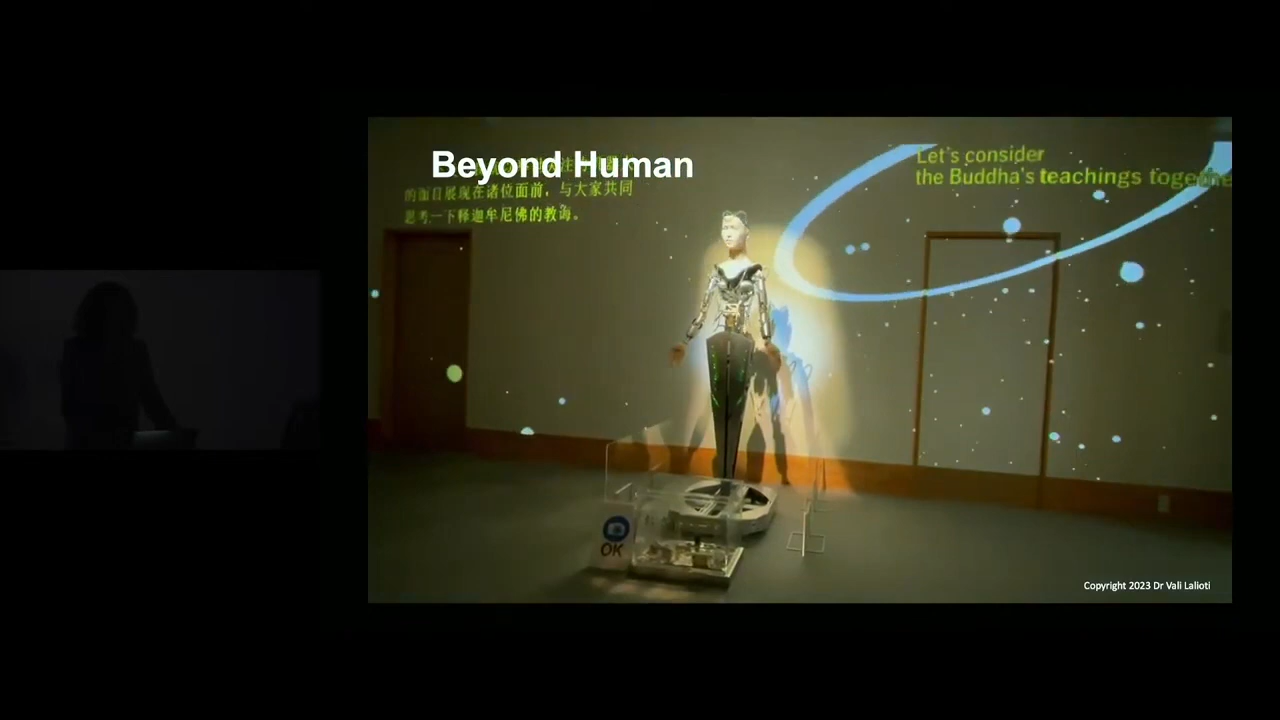 Beyond Human
的面目展现在诸位面前，与大家共同
思考一下释迦牟尼佛的教诲。
Let's consider
the Buddha's teachings together
OK
Copyright 2023 Dr Vali Lalioti